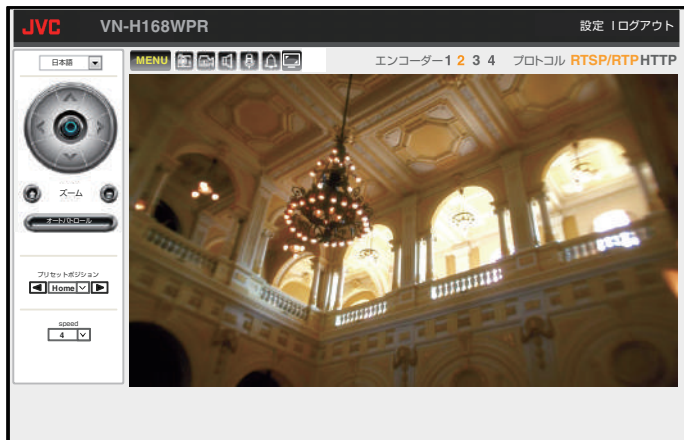 JVC VN-H168WPR 設定 | ログアウト
日本語 MENU エンコーダー1 2 3 4 プロトコル RTSP/RTP HTTP
ズーム
オートパトロール
プリセットポジション
Home
speed
4